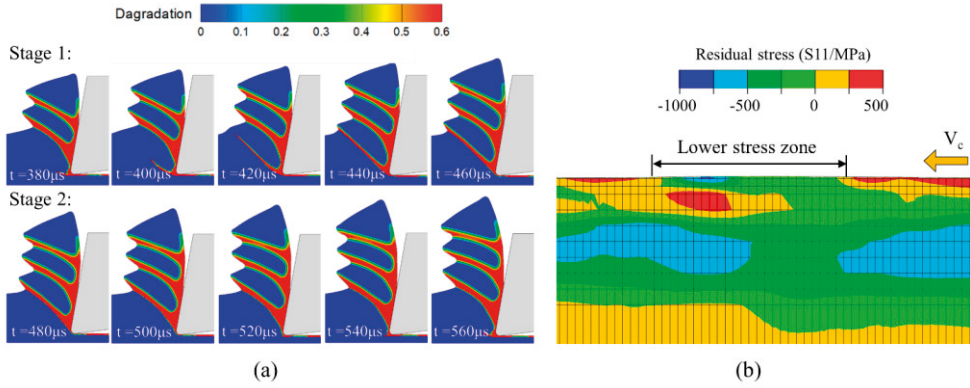 Dagradation
0 0.1 0.2 0.3 0.4 0.5 0.6
Stage 1:
t =380μs t =400μs t =420μs t =440μs t =460μs
Stage 2:
t =480μs t =500μs t =520μs t =540μs t =560μs
(a)
Residual stress (S11/MPa)
-1000 -500 0 500
Vc
Lower stress zone
(b)